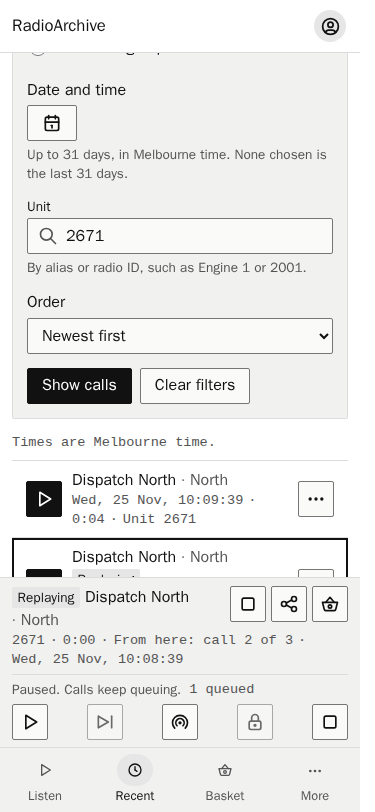 RadioArchive
Date and time
Up to 31 days, in Melbourne time. None chosen is
the last 31 days.
Unit
2671
By alias or radio ID, such as Engine 1 or 2001.
Order
Newest first
Show calls
Clear filters
Times are Melbourne time.
Dispatch North · North
Wed, 25 Nov, 10:09:39 ·
0:04 · Unit 2671
Dispatch North · North
Replaying Dispatch North
· North
2671 · 0:00 · From here: call 2 of 3 ·
Wed, 25 Nov, 10:08:39
Paused. Calls keep queuing. 1 queued
Listen
Recent
Basket
More